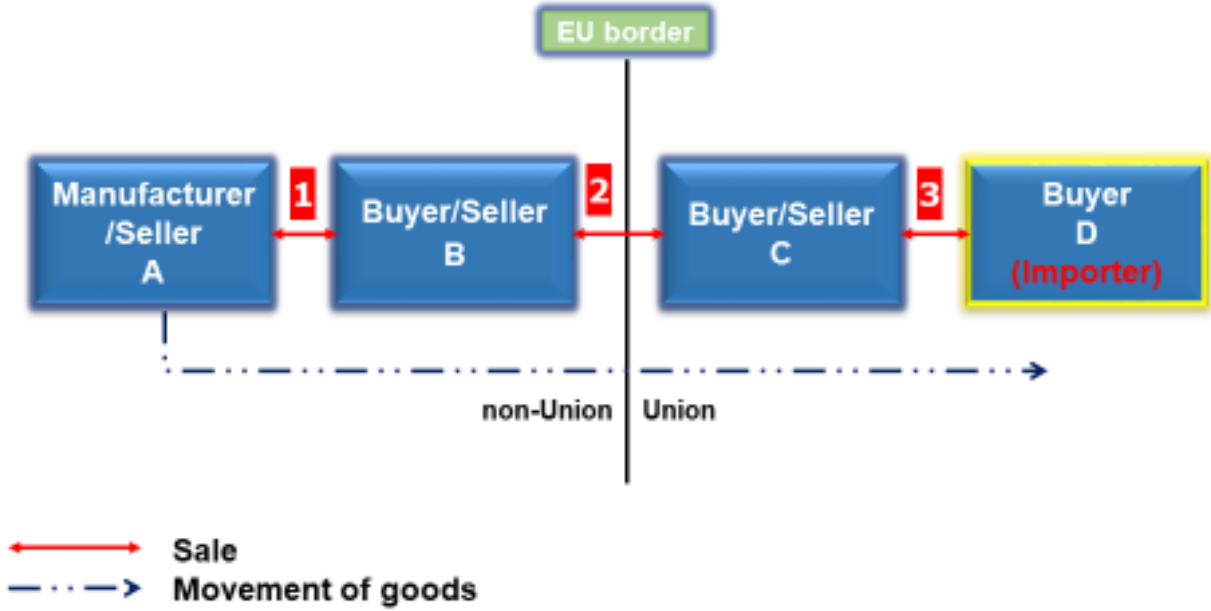 EU border
Manufacturer
/Seller
A
1
Buyer/Seller
B
2
Buyer/Seller
C
3
Buyer
D
(Importer)
non-Union
Union
Sale
Movement of goods